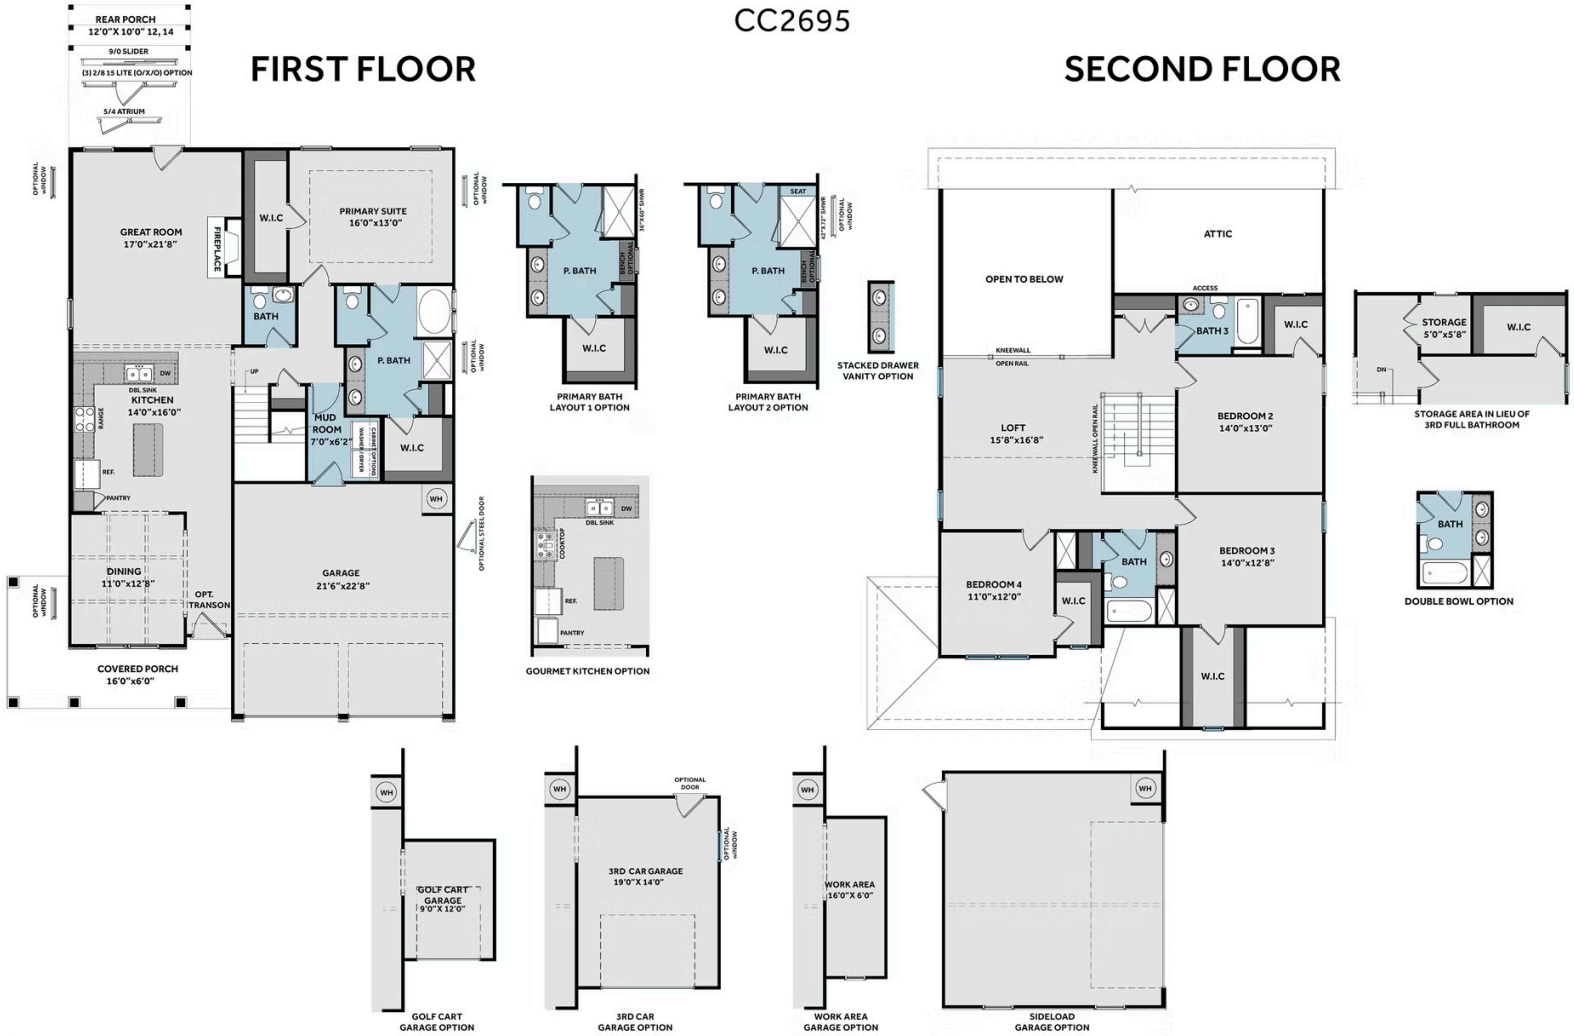 CC2695
FIRST FLOOR
REAR PORCH
12'0"X 10'0" 12, 14
9/0 SLIDER
(3) 2/8 15 LITE (O/X/O) OPTION
5/4 ATRIUM
OPTIONAL
WINDOW
GREAT ROOM
17'0"x21'8"
FIREPLACE
W.I.C
PRIMARY SUITE
16'0"x13'0"
OPTIONAL
WINDOW
BATH
P. BATH
OPTIONAL
WINDOW
UP
DW
DBL SINK
KITCHEN
14'0"x16'0"
RANGE
REF.
PANTRY
MUD
ROOM
7'0"x6'2"
CABINET OPTIONS
WASHER / DRYER
W.I.C
WH
OPTIONAL STEEL DOOR
DINING
11'0"x12'8"
OPTIONAL
WINDOW
OPT.
TRANSON
GARAGE
21'6"x22'8"
COVERED PORCH
16'0"x6'0"
36"X60" SHWR
P. BATH
BENCH
OPTIONAL
W.I.C
PRIMARY BATH
LAYOUT 1 OPTION
SEAT
42"X72" SHWR
OPTIONAL
WINDOW
P. BATH
BENCH
OPTIONAL
W.I.C
PRIMARY BATH
LAYOUT 2 OPTION
STACKED DRAWER
VANITY OPTION
DW
DBL SINK
COOKTOP
REF.
PANTRY
GOURMET KITCHEN OPTION
SECOND FLOOR
ATTIC
OPEN TO BELOW
ACCESS
BATH 3
W.I.C
KNEEWALL
OPEN RAIL
LOFT
15'8"x16'8"
KNEEWALL OPEN RAIL
BEDROOM 2
14'0"x13'0"
BEDROOM 3
14'0"x12'8"
BATH
BEDROOM 4
11'0"x12'0"
W.I.C
W.I.C
STORAGE
5'0"x5'8"
W.I.C
DN
STORAGE AREA IN LIEU OF
3RD FULL BATHROOM
BATH
DOUBLE BOWL OPTION
WH
GOLF CART
GARAGE
9'0"X 12'0"
GOLF CART
GARAGE OPTION
WH
OPTIONAL
DOOR
OPTIONAL
WINDOW
3RD CAR GARAGE
19'0"X 14'0"
3RD CAR
GARAGE OPTION
WH
WORK AREA
16'0"X 6'0"
WORK AREA
GARAGE OPTION
WH
SIDELOAD
GARAGE OPTION